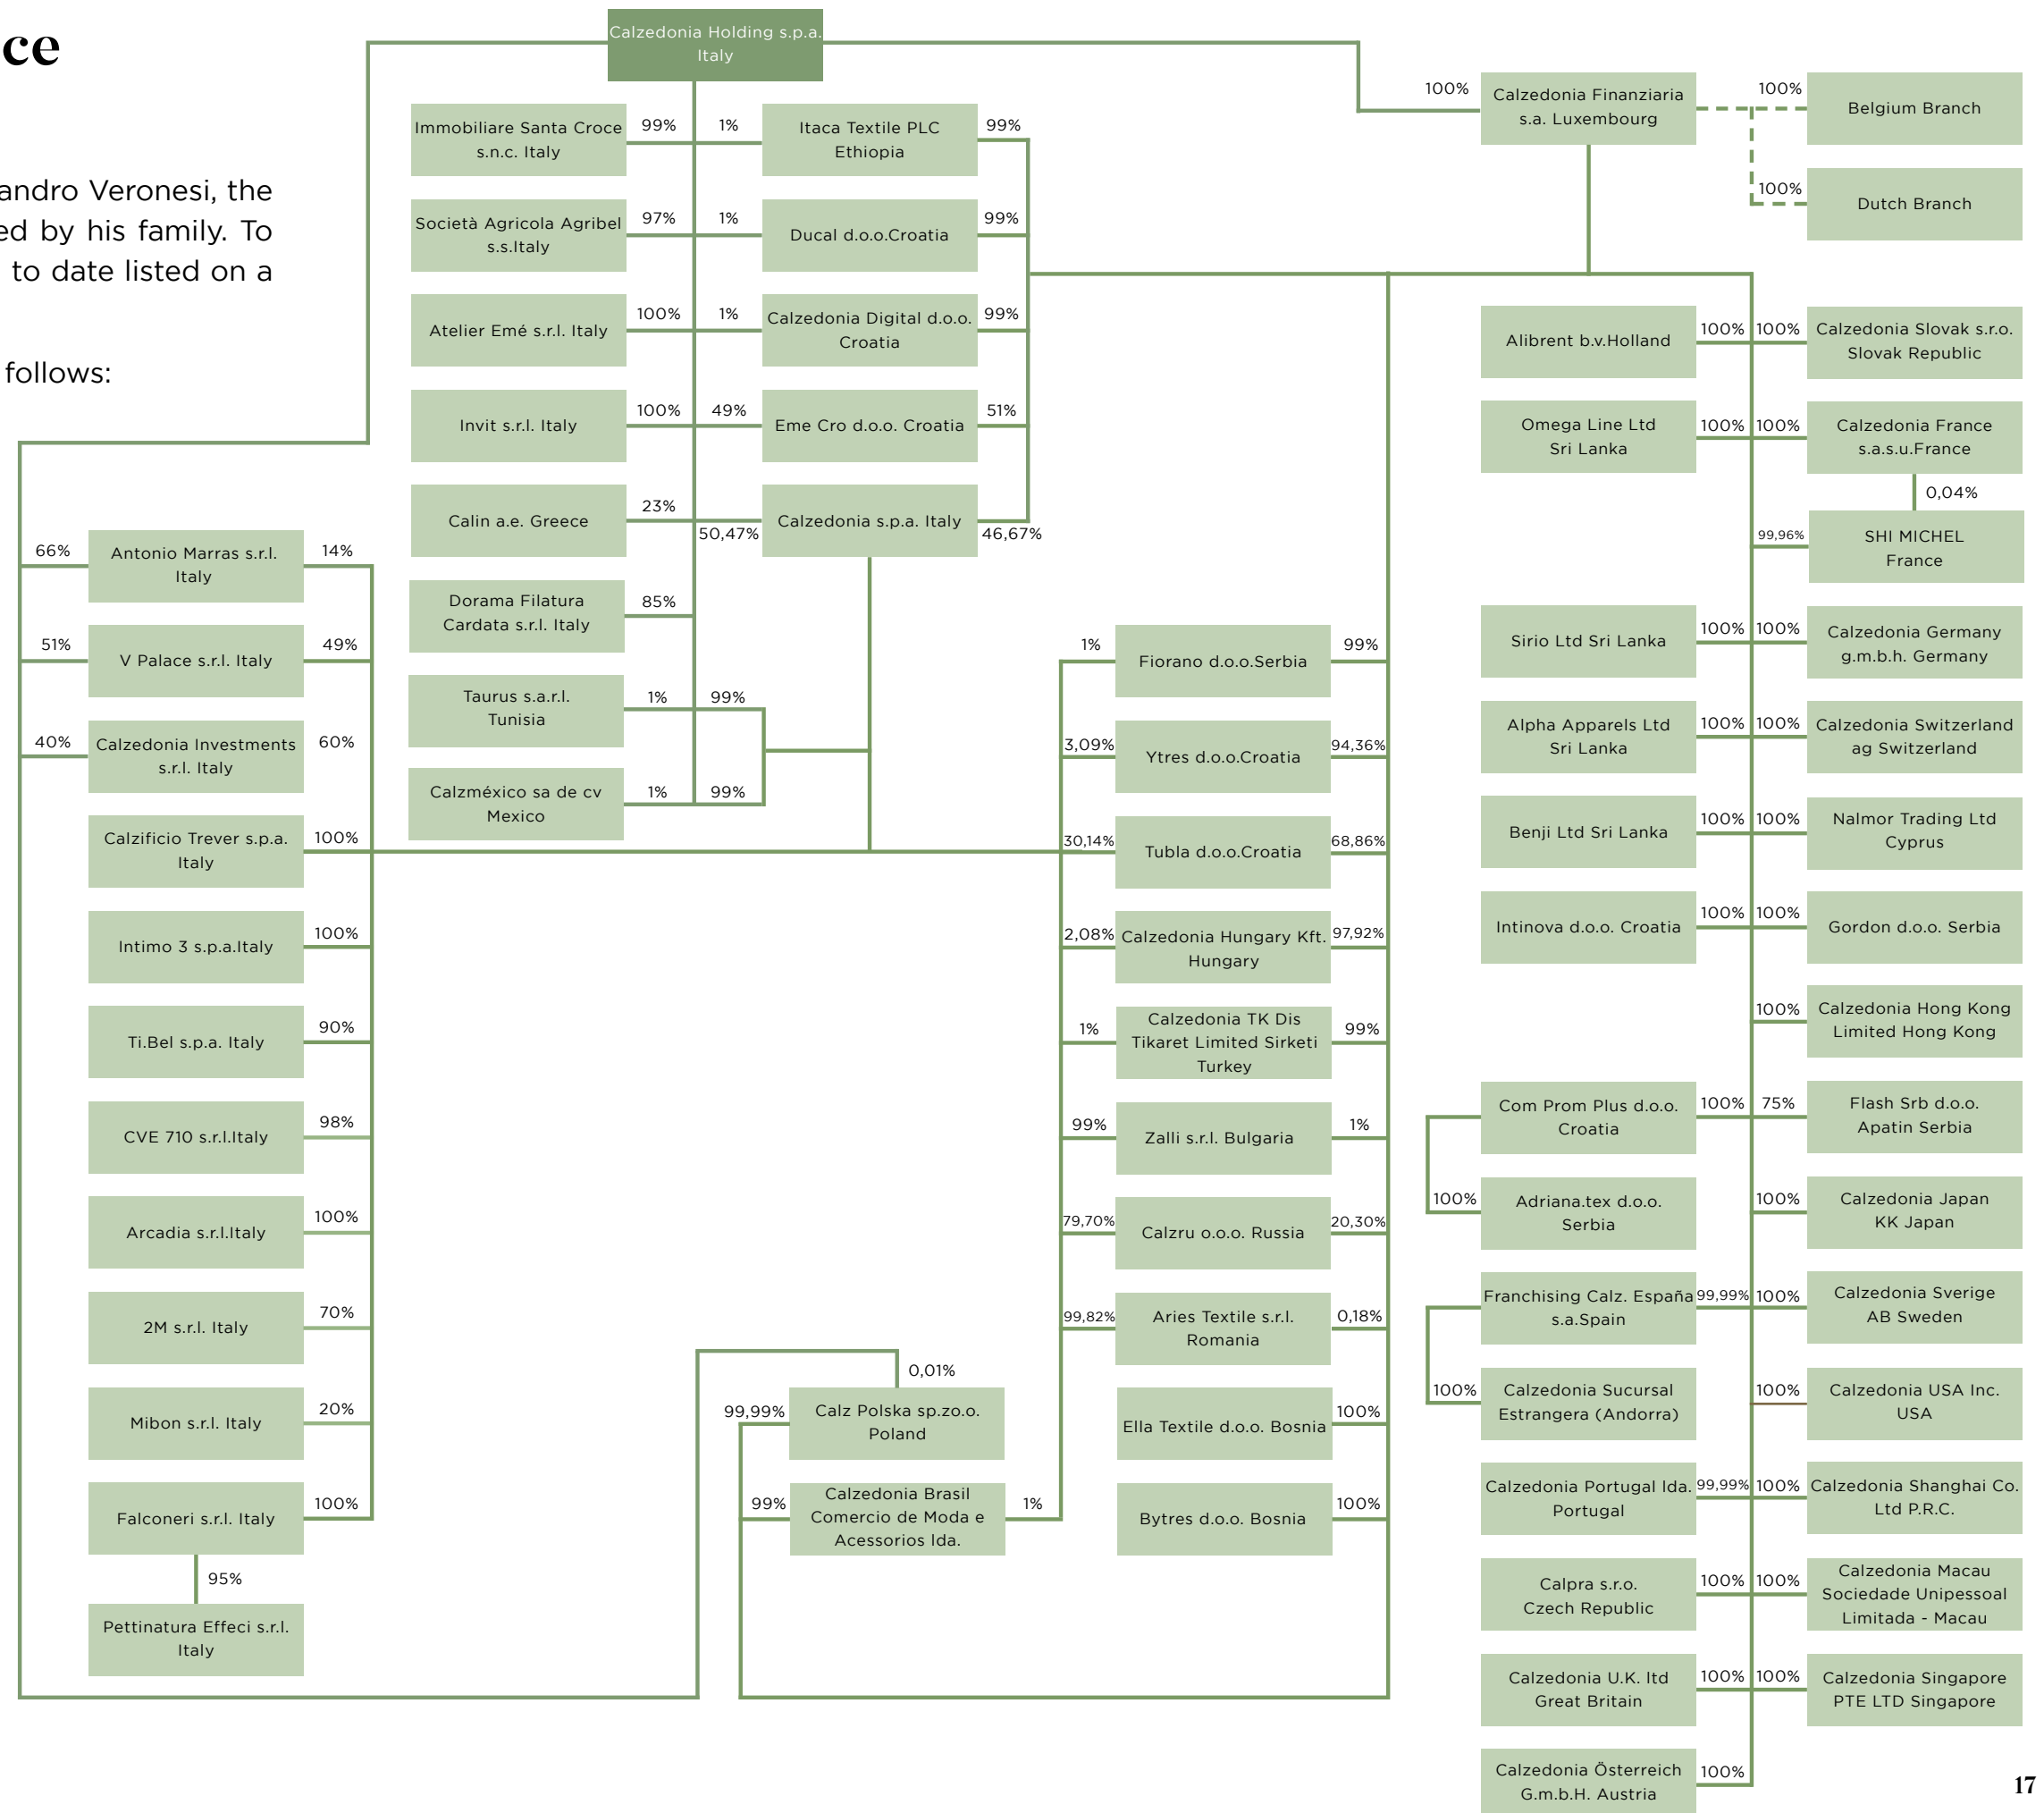 ce
andro Veronesi, the
ed by his family. To
to date listed on a
follows:
Calzedonia Holding s.p.a.
Italy
Immobiliare Santa Croce
s.n.c. Italy
99%
1%
Itaca Textile PLC
Ethiopia
99%
Società Agricola Agribel
s.s.Italy
97%
1%
Ducal d.o.o.Croatia
99%
Atelier Emé s.r.l. Italy
100%
1%
Calzedonia Digital d.o.o.
Croatia
99%
Invit s.r.l. Italy
100%
49%
Eme Cro d.o.o. Croatia
51%
Calin a.e. Greece
23%
50,47%
Calzedonia s.p.a. Italy
46,67%
Dorama Filatura
Cardata s.r.l. Italy
85%
Taurus s.a.r.l.
Tunisia
1%
99%
Calzméxico sa de cv
Mexico
1%
99%
66%
Antonio Marras s.r.l.
Italy
14%
51%
V Palace s.r.l. Italy
49%
40%
Calzedonia Investments
s.r.l. Italy
60%
Calzificio Trever s.p.a.
Italy
100%
Intimo 3 s.p.a.Italy
100%
Ti.Bel s.p.a. Italy
90%
CVE 710 s.r.l.Italy
98%
Arcadia s.r.l.Italy
100%
2M s.r.l. Italy
70%
Mibon s.r.l. Italy
20%
Falconeri s.r.l. Italy
100%
95%
Pettinatura Effeci s.r.l.
Italy
1%
Fiorano d.o.o.Serbia
99%
3,09%
Ytres d.o.o.Croatia
94,36%
30,14%
Tubla d.o.o.Croatia
68,86%
2,08%
Calzedonia Hungary Kft.
Hungary
97,92%
1%
Calzedonia TK Dis
Tikaret Limited Sirketi
Turkey
99%
99%
Zalli s.r.l. Bulgaria
1%
79,70%
Calzru o.o.o. Russia
20,30%
99,82%
Aries Textile s.r.l.
Romania
0,18%
Ella Textile d.o.o. Bosnia
100%
Bytres d.o.o. Bosnia
100%
0,01%
99,99%
Calz Polska sp.zo.o.
Poland
99%
Calzedonia Brasil
Comercio de Moda e
Acessorios lda.
1%
100%
Calzedonia Finanziaria
s.a. Luxembourg
100%
Belgium Branch
100%
Dutch Branch
Alibrent b.v.Holland
100%
100%
Calzedonia Slovak s.r.o.
Slovak Republic
Omega Line Ltd
Sri Lanka
100%
100%
Calzedonia France
s.a.s.u.France
0,04%
99,96%
SHI MICHEL
France
Sirio Ltd Sri Lanka
100%
100%
Calzedonia Germany
g.m.b.h. Germany
Alpha Apparels Ltd
Sri Lanka
100%
100%
Calzedonia Switzerland
ag Switzerland
Benji Ltd Sri Lanka
100%
100%
Nalmor Trading Ltd
Cyprus
Intinova d.o.o. Croatia
100%
100%
Gordon d.o.o. Serbia
100%
Calzedonia Hong Kong
Limited Hong Kong
Com Prom Plus d.o.o.
Croatia
100%
75%
Flash Srb d.o.o.
Apatin Serbia
100%
Adriana.tex d.o.o.
Serbia
100%
Calzedonia Japan
KK Japan
Franchising Calz. España
s.a.Spain
99,99%
100%
Calzedonia Sverige
AB Sweden
100%
Calzedonia Sucursal
Estrangera (Andorra)
100%
Calzedonia USA Inc.
USA
Calzedonia Portugal lda.
Portugal
99,99%
100%
Calzedonia Shanghai Co.
Ltd P.R.C.
Calpra s.r.o.
Czech Republic
100%
100%
Calzedonia Macau
Sociedade Unipessoal
Limitada - Macau
Calzedonia U.K. ltd
Great Britain
100%
100%
Calzedonia Singapore
PTE LTD Singapore
Calzedonia Österreich
G.m.b.H. Austria
100%
17